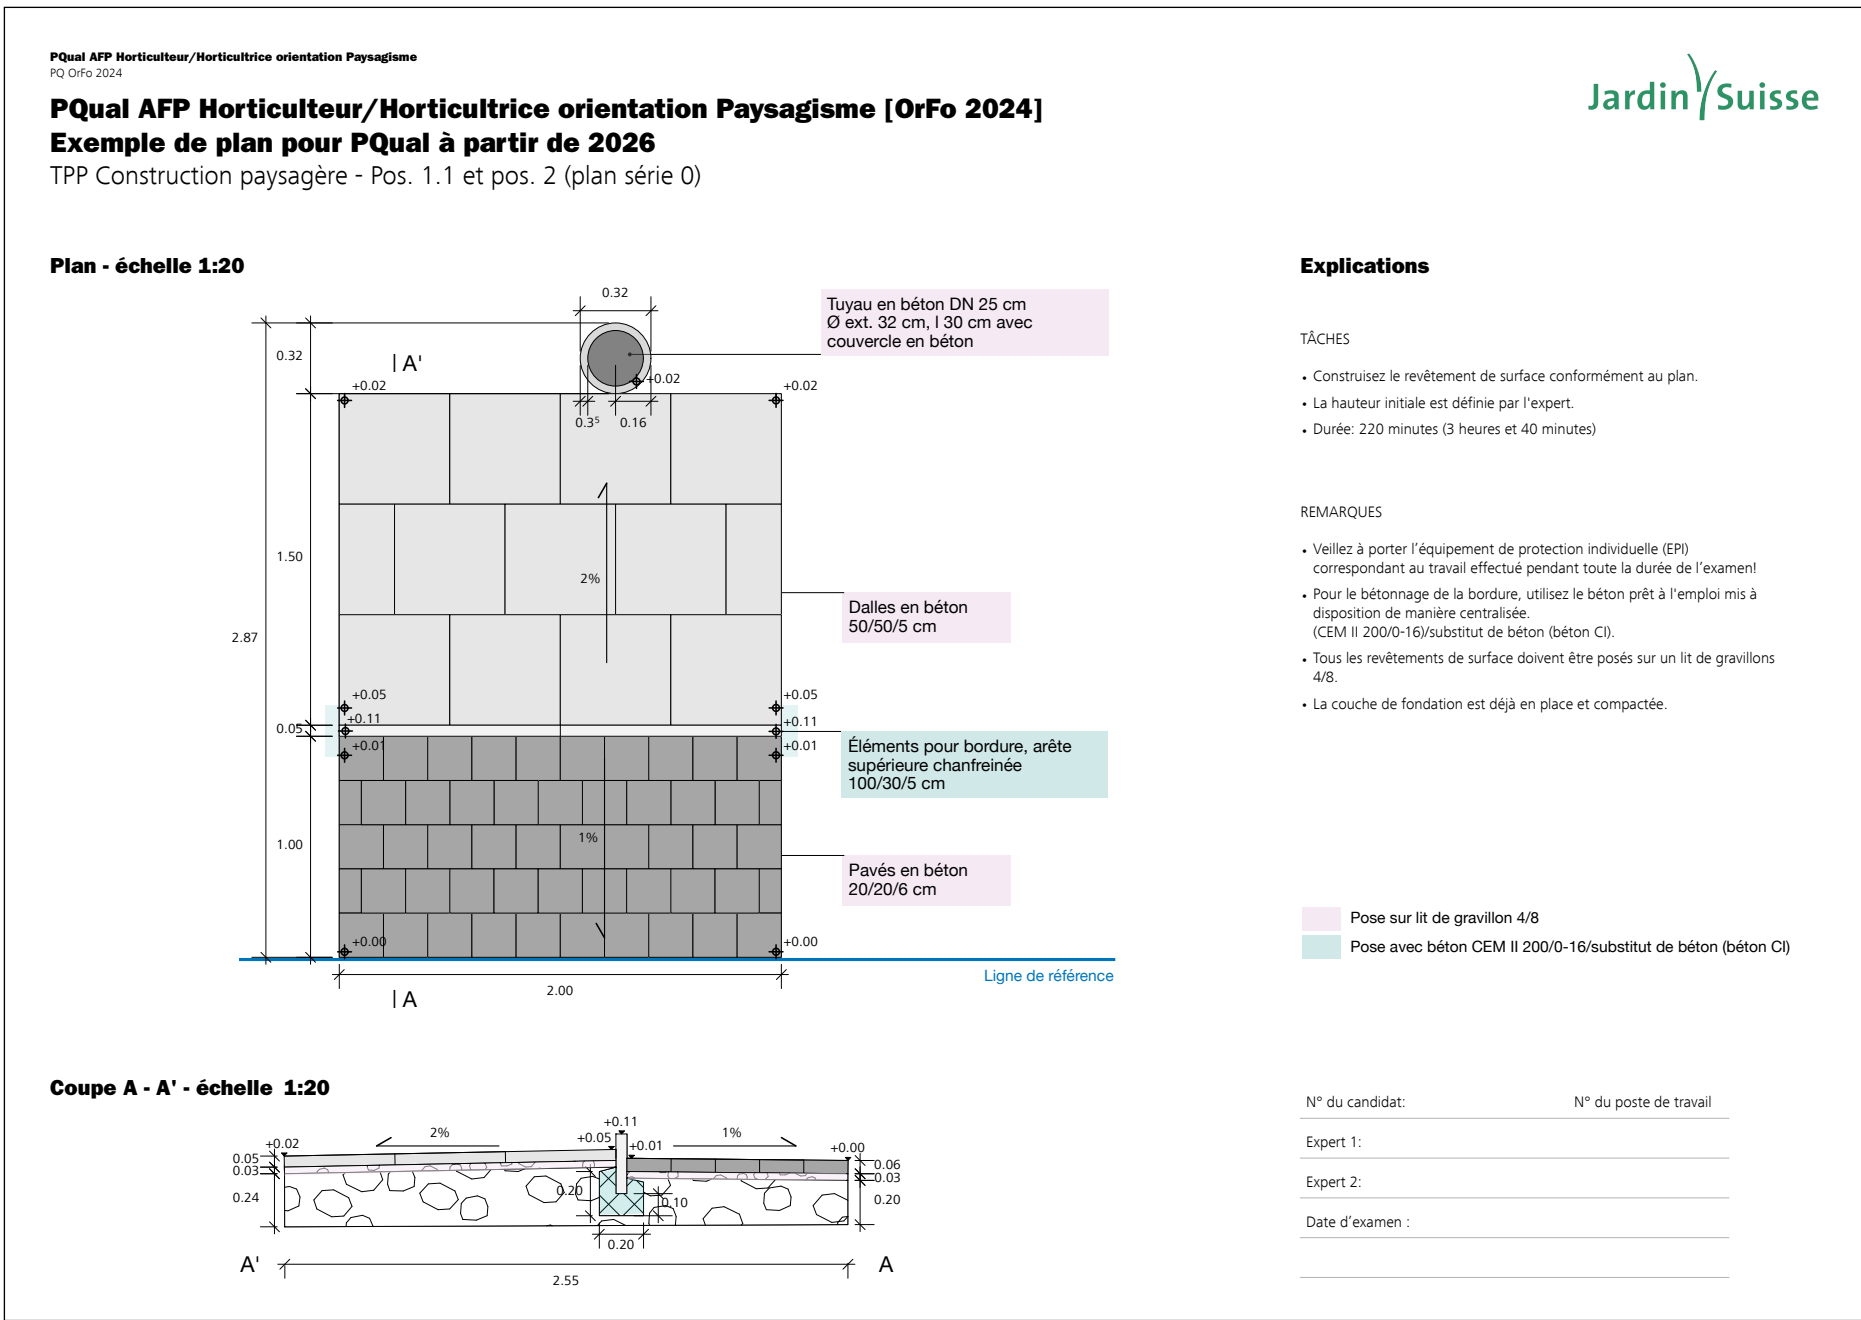 PQual AFP Horticulteur/Horticultrice orientation Paysagisme
PQ OrFo 2024
Jardin Suisse
PQual AFP Horticulteur/Horticultrice orientation Paysagisme [OrFo 2024]
Exemple de plan pour PQual à partir de 2026
TPP Construction paysagère - Pos. 1.1 et pos. 2 (plan série 0)
Plan - échelle 1:20
0.32
Tuyau en béton DN 25 cm
Ø ext. 32 cm, l 30 cm avec
couvercle en béton
0.32
A'
+0.02
+0.02
+0.02
0.3⁵
0.16
1.50
2%
Dalles en béton
50/50/5 cm
2.87
+0.05
+0.05
+0.11
+0.11
0.05
+0.01
+0.01
Éléments pour bordure, arête
supérieure chanfreinée
100/30/5 cm
1%
1.00
Pavés en béton
20/20/6 cm
+0.00
+0.00
Ligne de référence
2.00
A
Explications
TÂCHES
• Construisez le revêtement de surface conformément au plan.
• La hauteur initiale est définie par l'expert.
• Durée: 220 minutes (3 heures et 40 minutes)
REMARQUES
• Veillez à porter l'équipement de protection individuelle (EPI)
correspondant au travail effectué pendant toute la durée de l'examen!
• Pour le bétonnage de la bordure, utilisez le béton prêt à l'emploi mis à
disposition de manière centralisée.
(CEM II 200/0-16)/substitut de béton (béton CI).
• Tous les revêtements de surface doivent être posés sur un lit de gravillons
4/8.
• La couche de fondation est déjà en place et compactée.
Pose sur lit de gravillon 4/8
Pose avec béton CEM II 200/0-16/substitut de béton (béton CI)
Coupe A - A' - échelle 1:20
+0.11
2%
1%
+0.02
+0.05
+0.01
+0.00
0.05
0.03
0.24
0.06
0.03
0.20
0.20
0.10
0.20
A'
A
2.55
N° du candidat:
N° du poste de travail
Expert 1:
Expert 2:
Date d'examen :